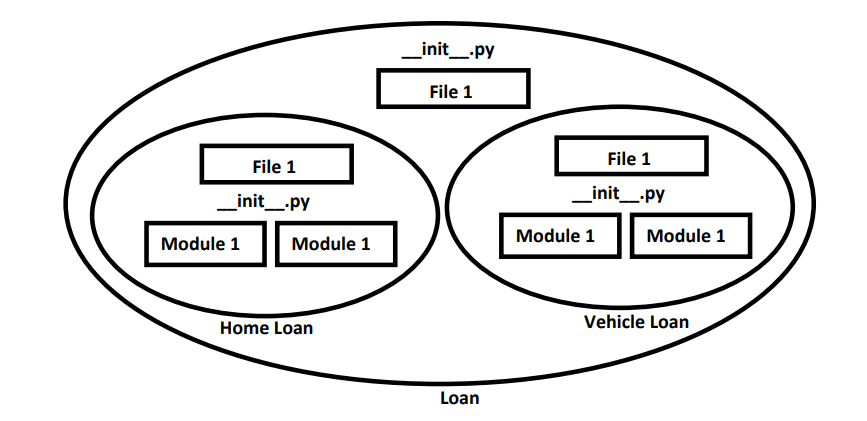 __init__.py
File 1
File 1
__init__.py
Module 1 Module 1
Home Loan
File 1
__init__.py
Module 1 Module 1
Vehicle Loan
Loan